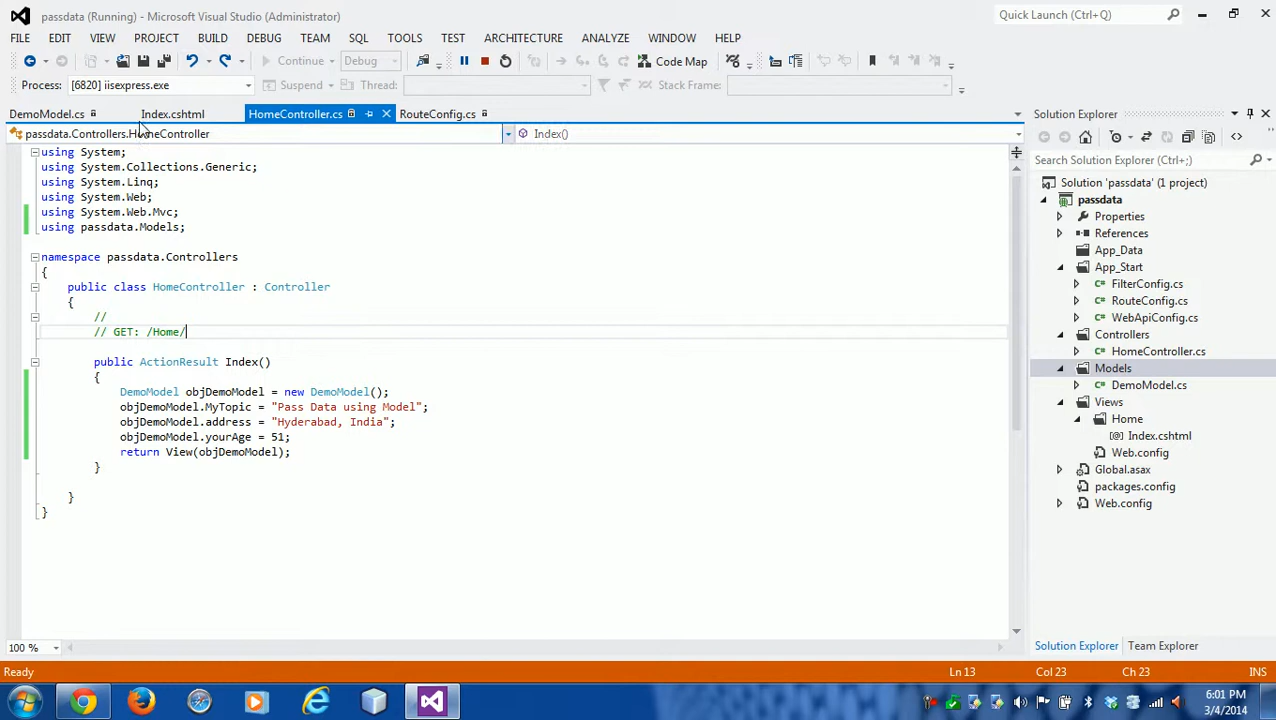 passdata (Running) - Microsoft Visual Studio (Administrator)
Quick Launch (Ctrl+Q)
FILE EDIT VIEW PROJECT BUILD DEBUG TEAM SQL TOOLS TEST ARCHITECTURE ANALYZE WINDOW HELP
Continue Debug Code Map
Process: [6820] iisexpress.exe Suspend Thread: Stack Frame:
DemoModel.cs Index.cshtml HomeController.cs RouteConfig.cs
passdata.Controllers.HomeController Index()
using System;
using System.Collections.Generic;
using System.Linq;
using System.Web;
using System.Web.Mvc;
using passdata.Models;
namespace passdata.Controllers
{
public class HomeController : Controller
{
//
// GET: /Home/
public ActionResult Index()
{
DemoModel objDemoModel = new DemoModel();
objDemoModel.MyTopic = "Pass Data using Model";
objDemoModel.address = "Hyderabad, India";
objDemoModel.yourAge = 51;
return View(objDemoModel);
}
}
}
100 %
Solution Explorer
Search Solution Explorer (Ctrl+;)
Solution 'passdata' (1 project)
passdata
Properties
References
App_Data
App_Start
FilterConfig.cs
RouteConfig.cs
WebApiConfig.cs
Controllers
HomeController.cs
Models
DemoModel.cs
Views
Home
Index.cshtml
Web.config
Global.asax
packages.config
Web.config
Solution Explorer Team Explorer
Ready Ln 13 Col 23 Ch 23 INS
6:01 PM
3/4/2014